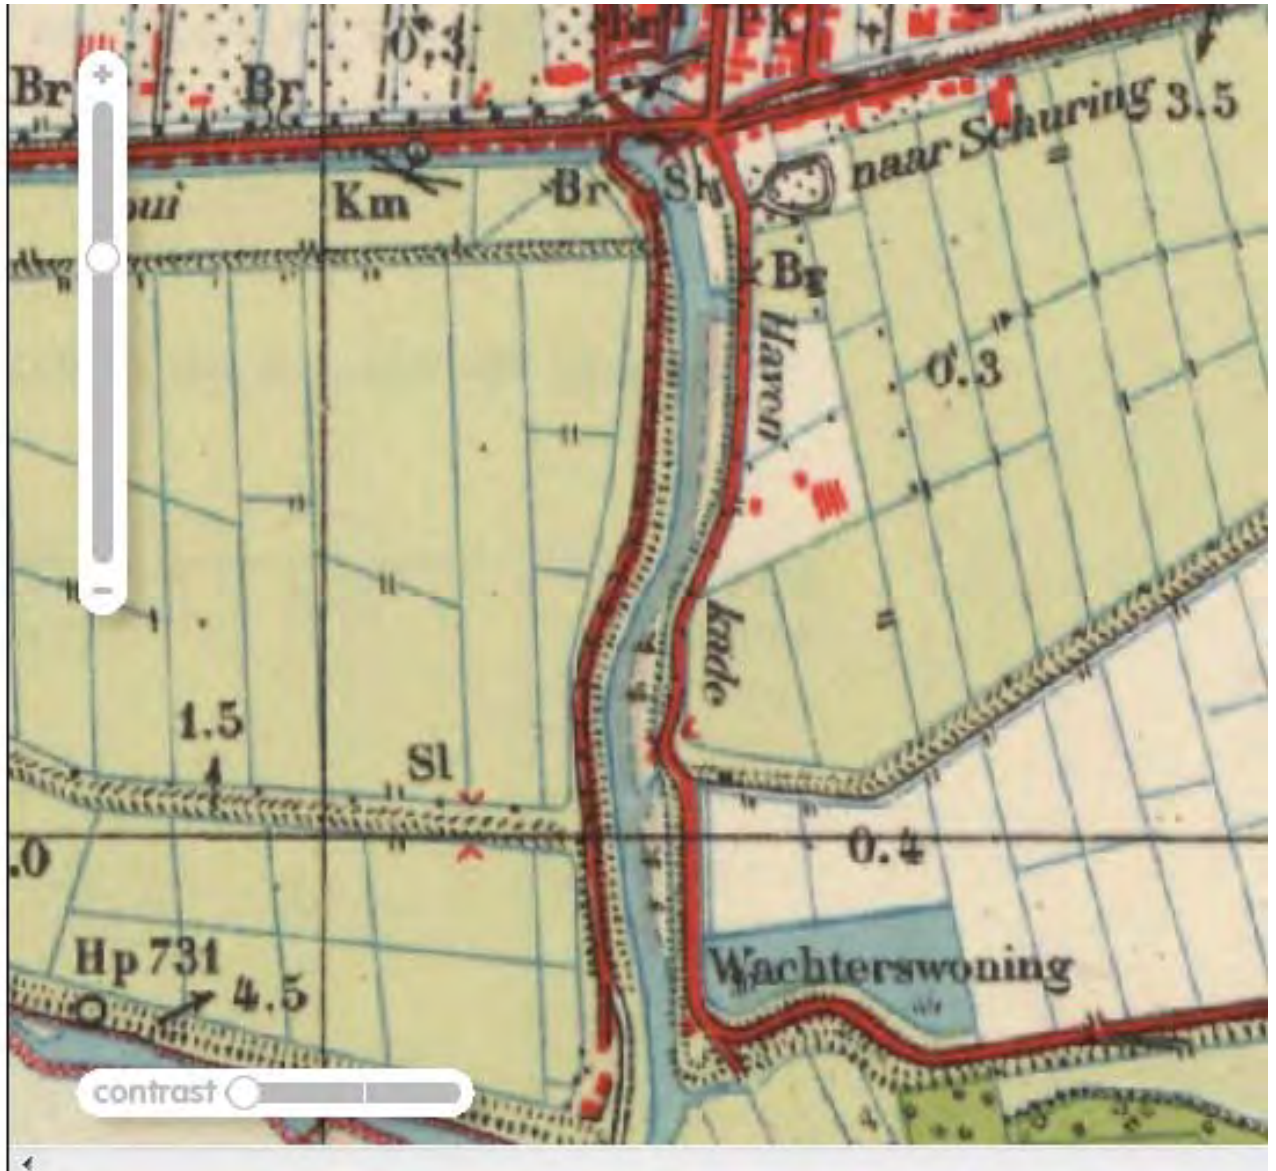 0.3
Br
Br
naar Schuring 3.5
Br
Sl
Km
Br
Haven
0.3
kade
1.5
Sl
.0
0.4
Hp 731
4.5
Wachterswoning
contrast